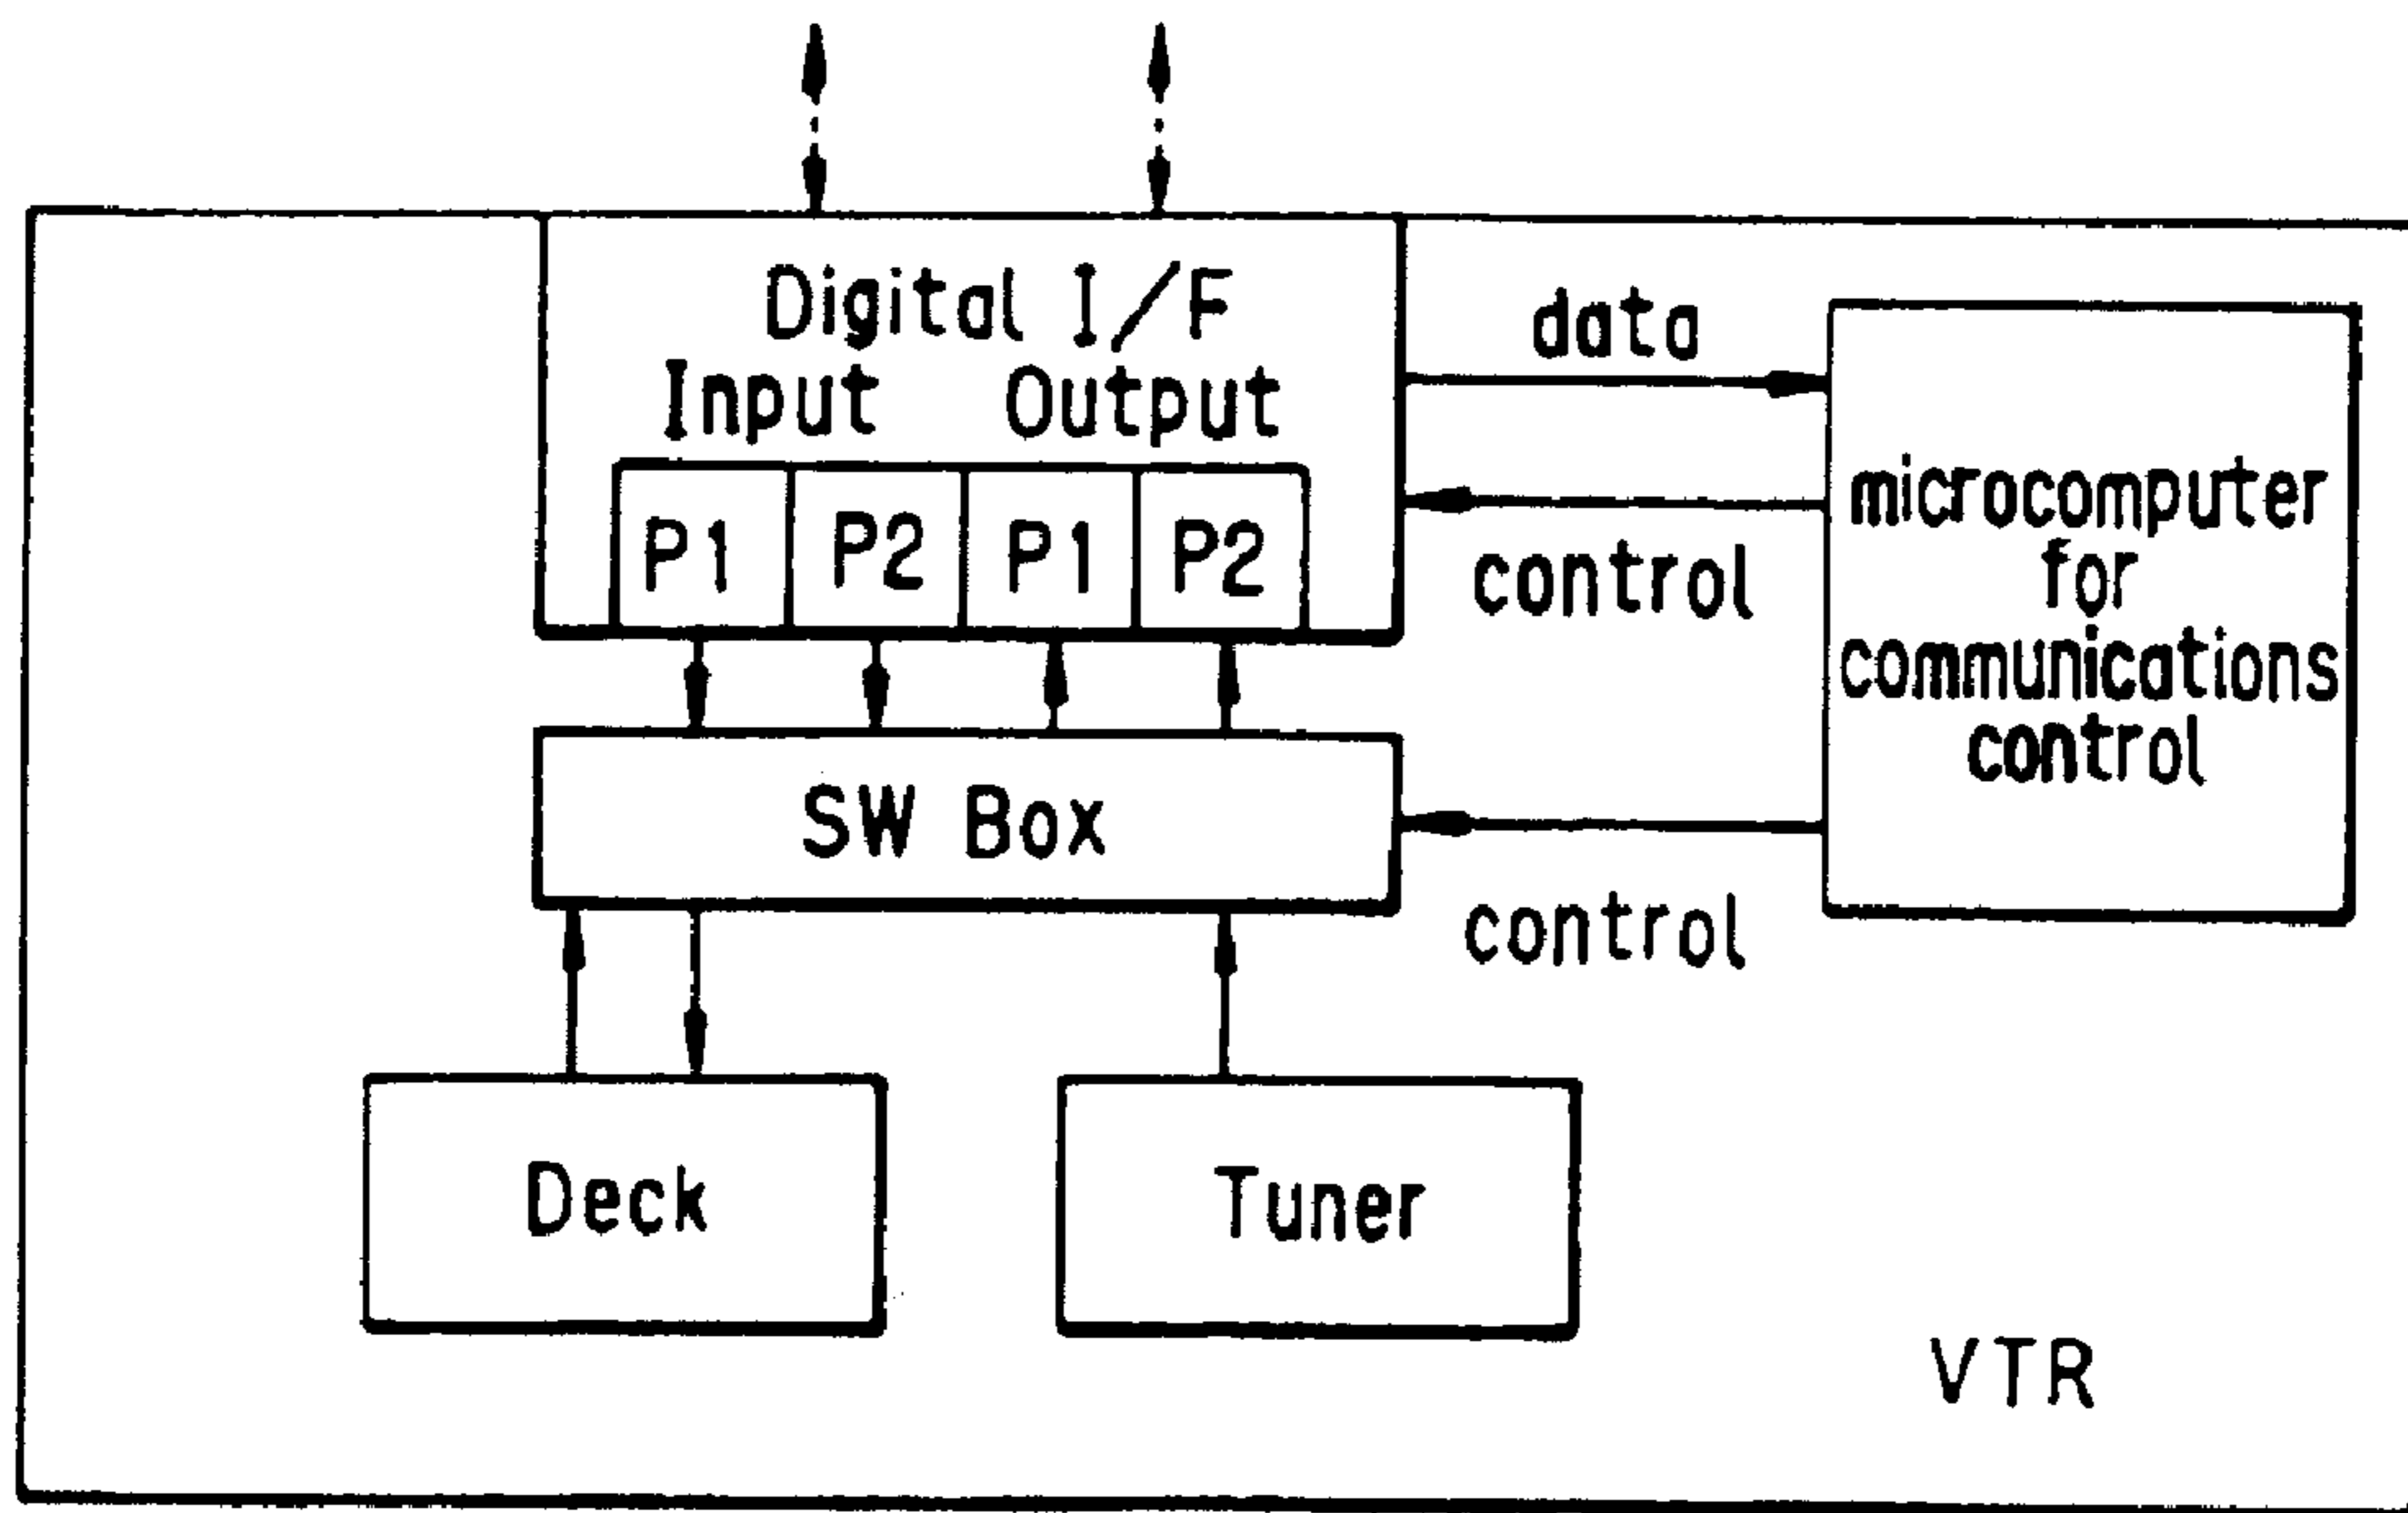 Digital I/F
Input Output
P1 P2 P1 P2
data
control
microcomputer
for
communications
control
SW Box
control
Deck
Tuner
VTR